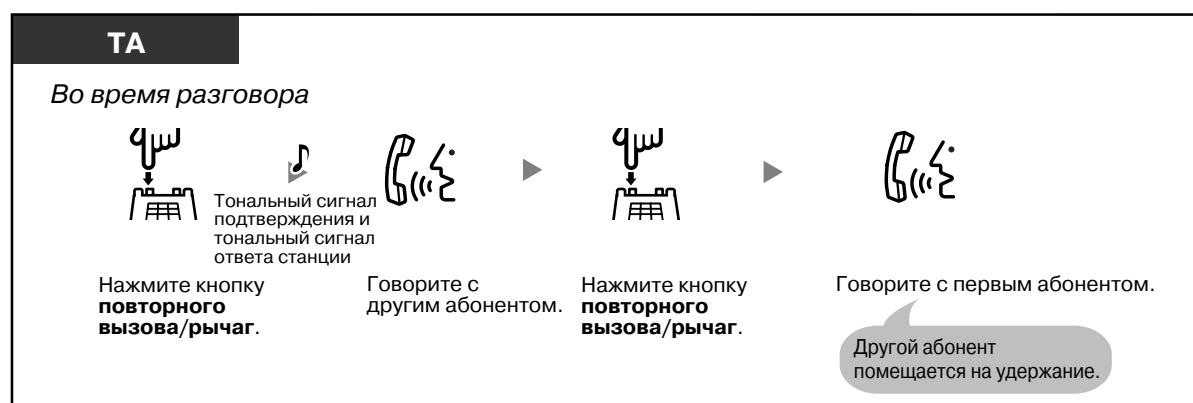 ТА
Во время разговора
Тональный сигнал
подтверждения и
тональный сигнал
ответа станции
Нажмите кнопку
повторного
вызова/рычаг.
Говорите с
другим абонентом.
Нажмите кнопку
повторного
вызова/рычаг.
Говорите с первым абонентом.
Другой абонент
помещается на удержание.